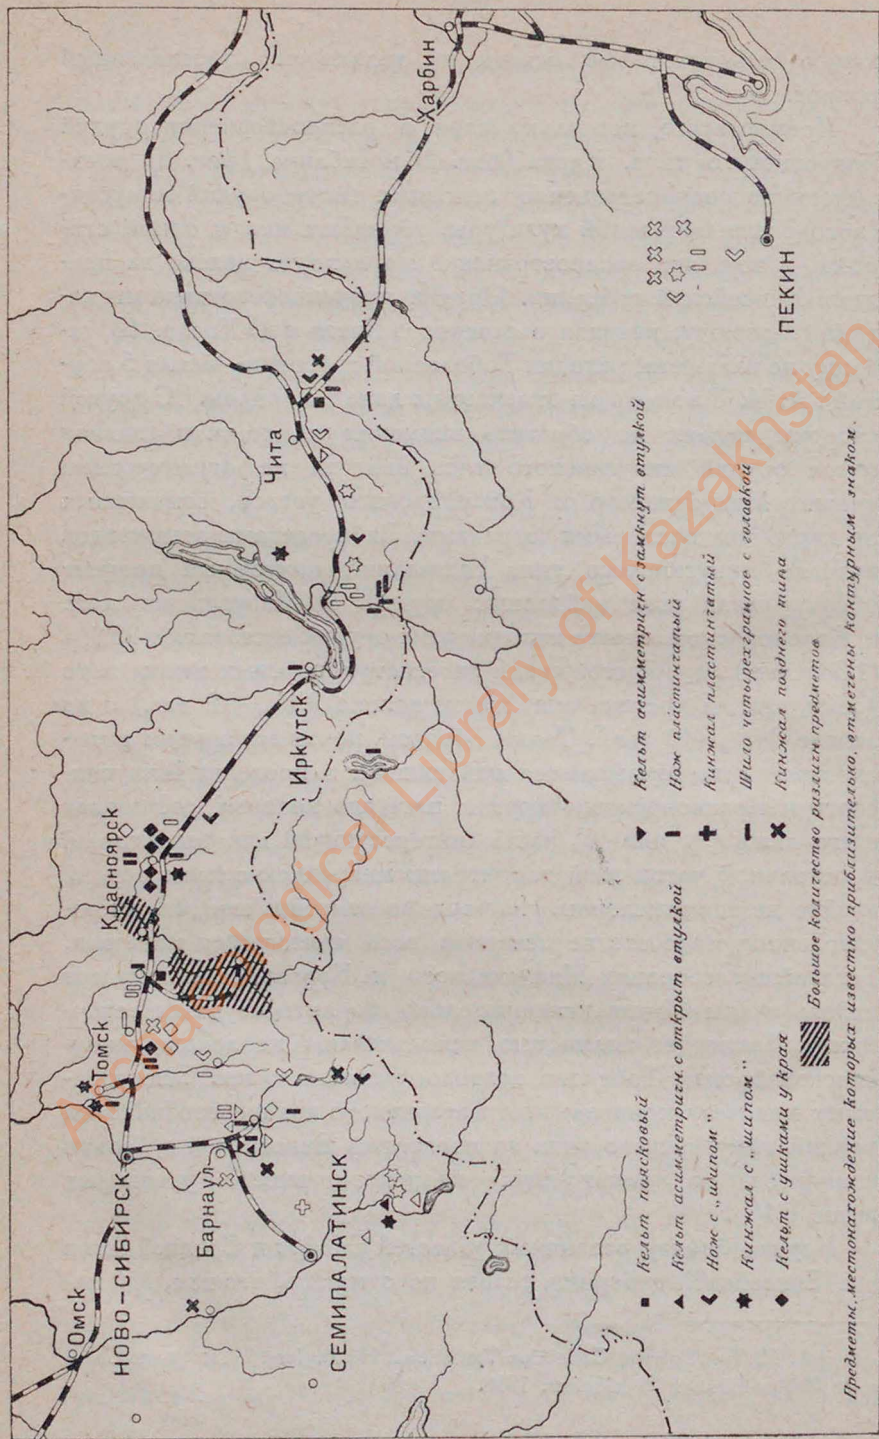 Омск
НОВО-СИБИРСК
Томск
Барнаул
СЕМИПАЛАТИНСК
Красноярск
Иркутск
Чита
Харбин
ПЕКИН
Кельт поясковый
Кельт асимметричн. с открыт втулкой
Нож с „шипом"
Кинжал с „шипом"
Кельт с ушками у края
Кельт асимметричн с замкнут втулкой
Нож пластинчатый
Кинжал пластинчатый
Шило четырехгранное с головкой
Кинжал позднего типа
Большое количество различн предметов
Предметы, местонахождение которых известно приблизительно, отмечены контурным знаком.
Archaeological Library of Kazakhstan